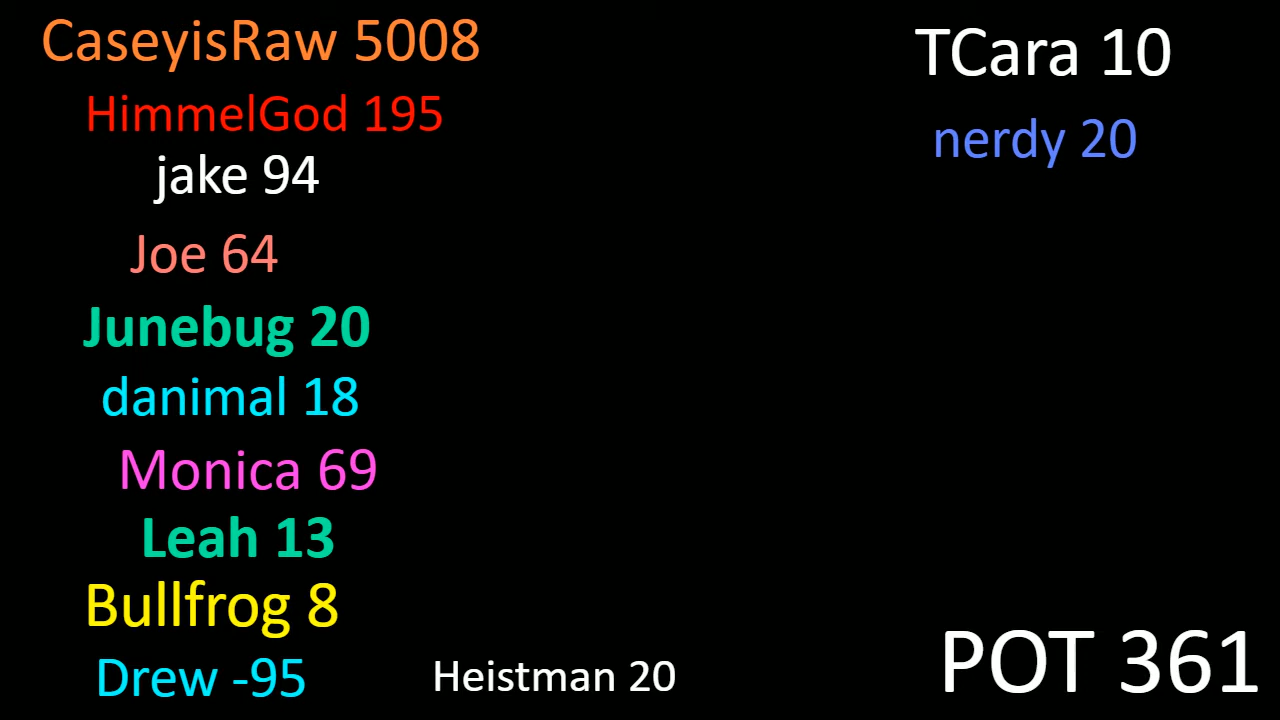 CaseyisRaw 5008
HimmelGod 195
jake 94
Joe 64
Junebug 20
danimal 18
Monica 69
Leah 13
Bullfrog 8
Drew -95
Heistman 20
TCara 10
nerdy 20
POT 361